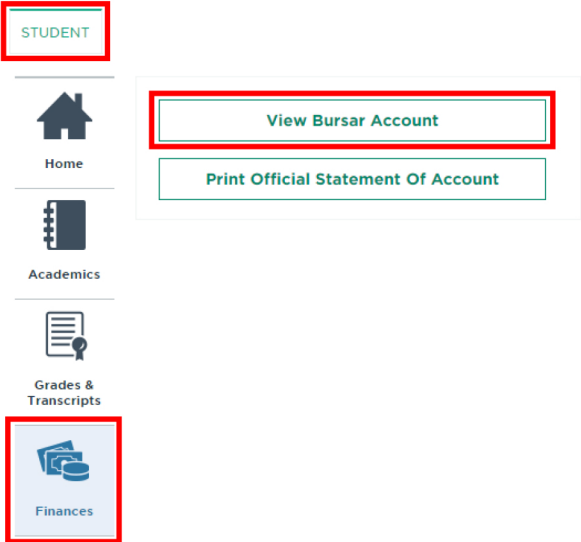 STUDENT
View Bursar Account
Home
Print Official Statement Of Account
Academics
Grades &
Transcripts
Finances